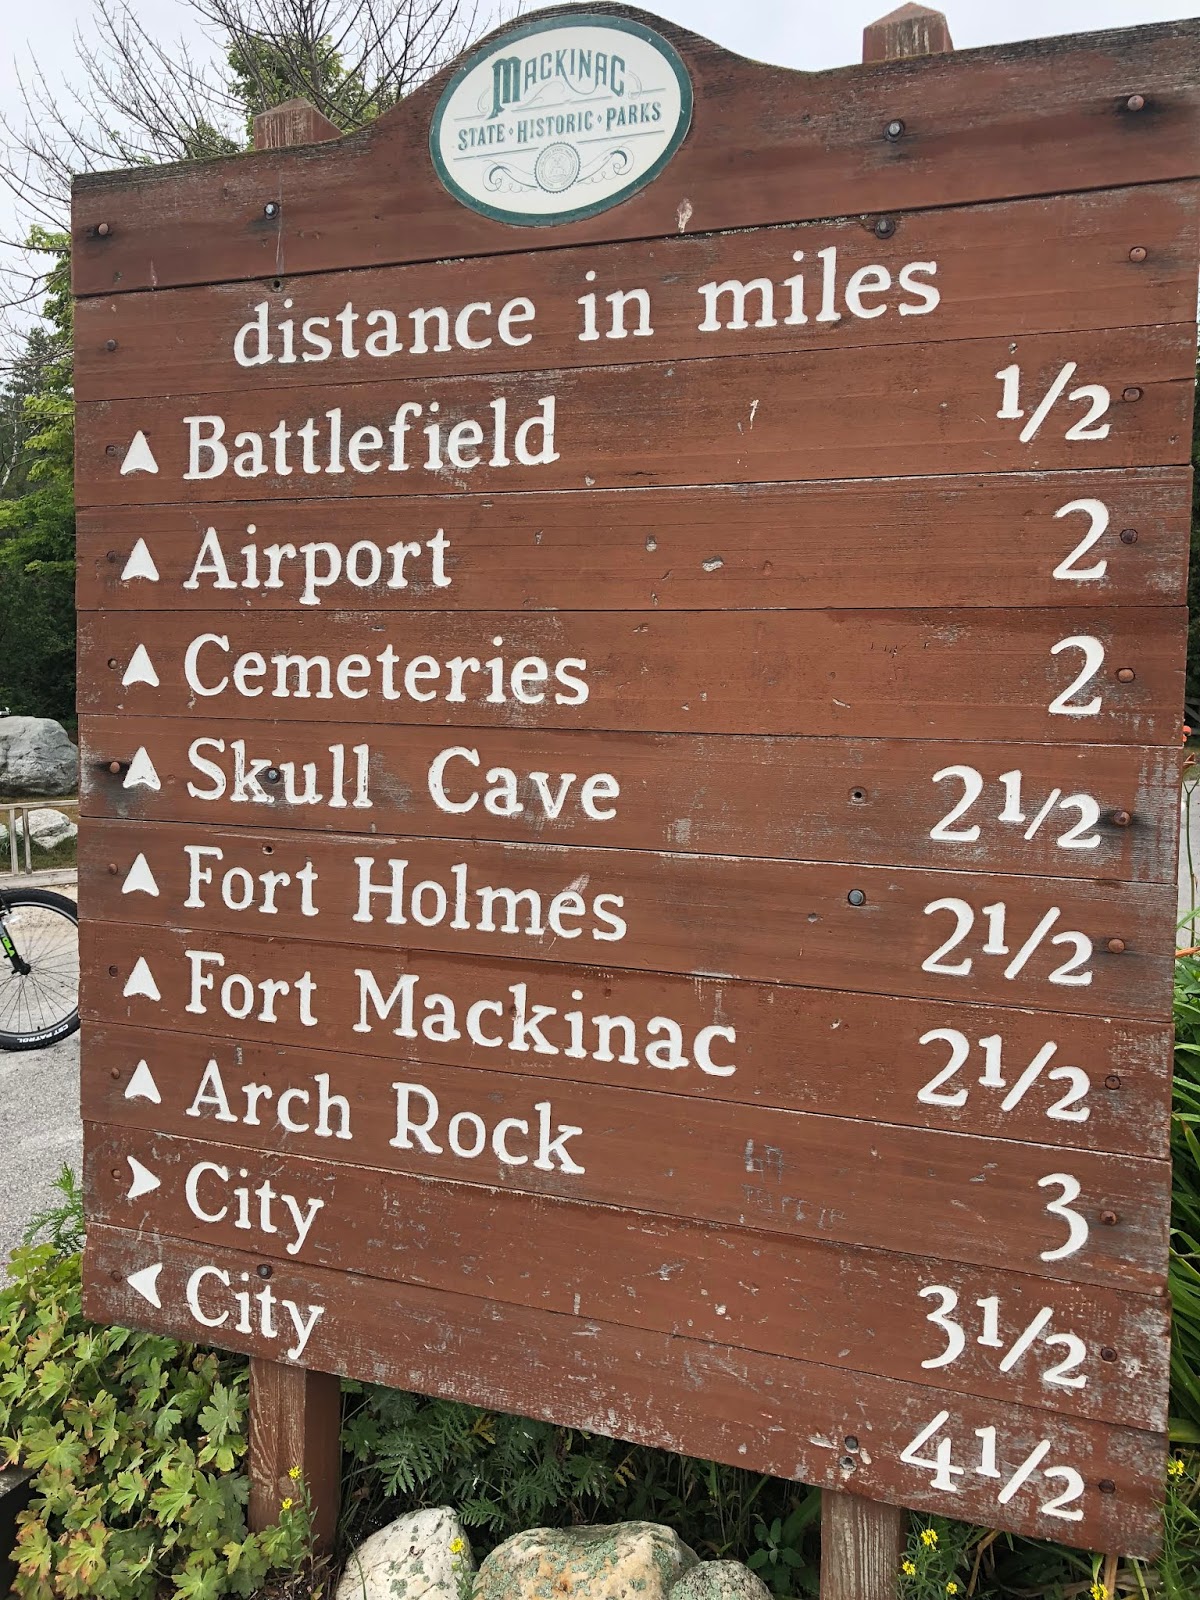 MACKINAC
STATE • HISTORIC • PARKS
distance in miles
Battlefield 1/2
Airport 2
Cemeteries 2
Skull Cave 2 1/2
Fort Holmes 2 1/2
Fort Mackinac 2 1/2
Arch Rock 3
City 3 1/2
City 4 1/2